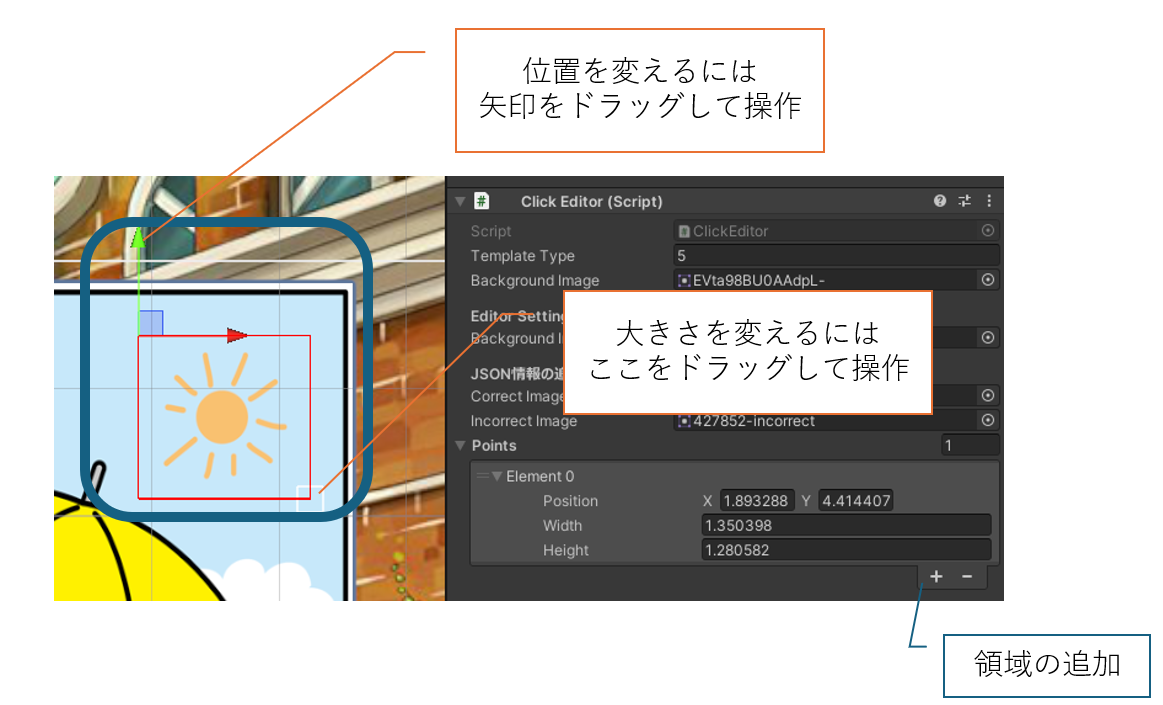 位置を変えるには
矢印をドラッグして操作
Click Editor (Script)
Script
ClickEditor
Template Type
5
Background Image
EVta98BU0AAdpL-
Editor Settin
Background I
大きさを変えるには
ここをドラッグして操作
JSON情報の追
Correct Image
Incorrect Image
427852-incorrect
Points
1
Element 0
Position
X 1.893288 Y 4.414407
Width
1.350398
Height
1.280582
+ -
領域の追加